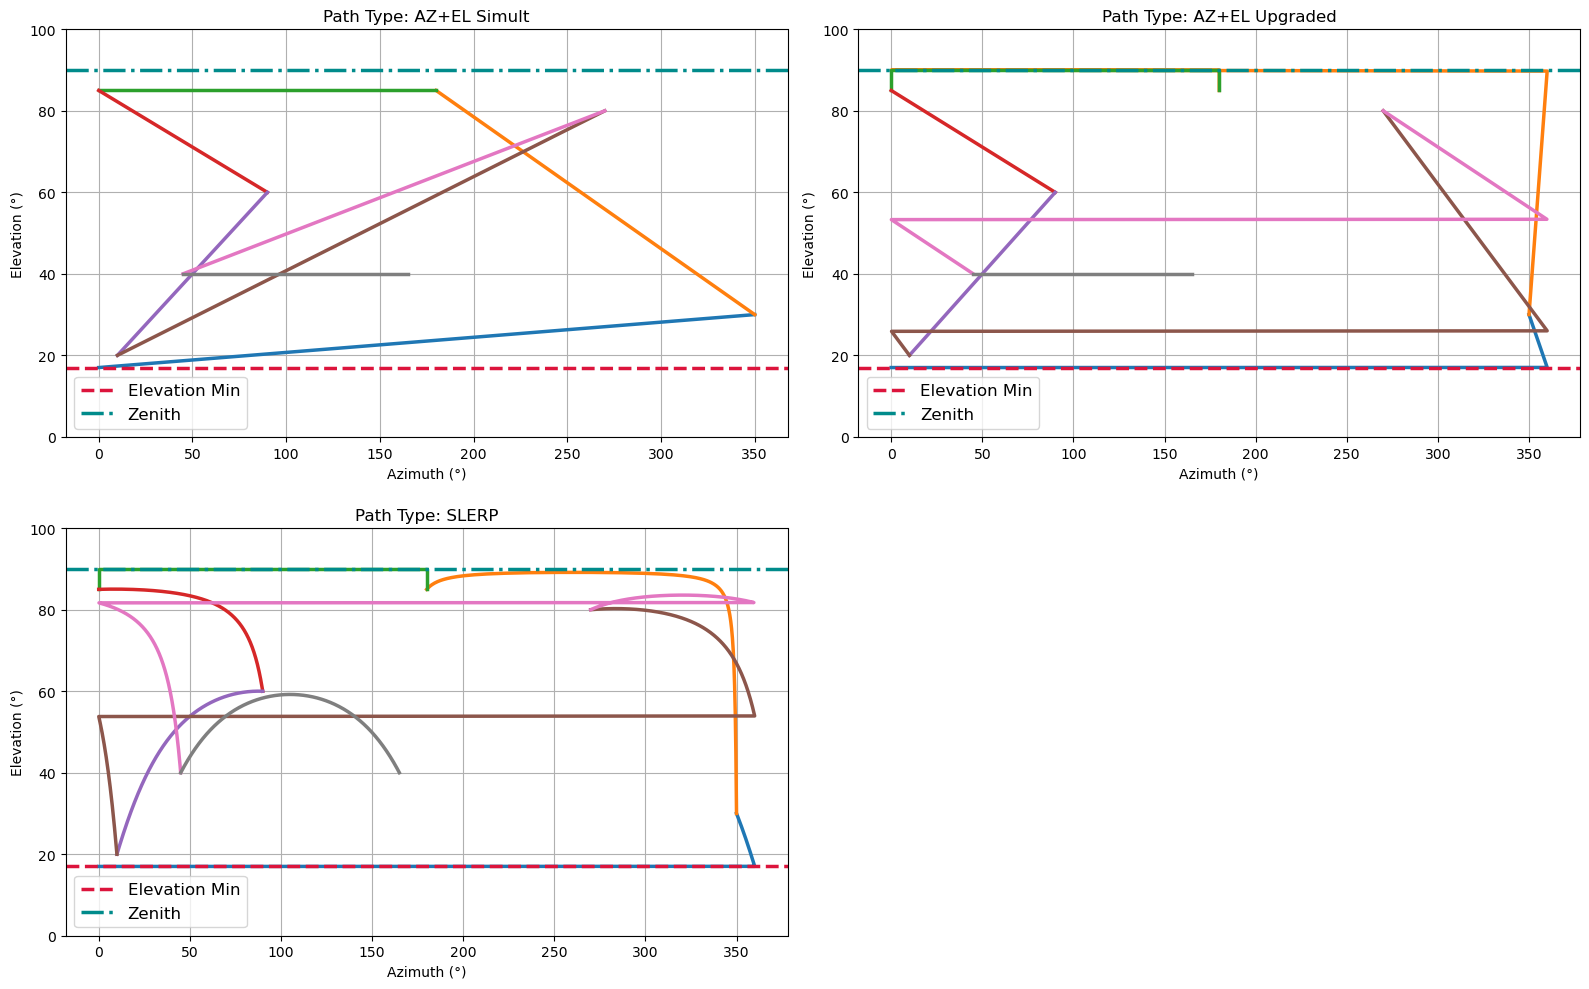 Path Type: AZ+EL Simult
100
80
60
40
20
0
Elevation (°)
Elevation Min
Zenith
0 50 100 150 200 250 300 350
Azimuth (°)
Path Type: AZ+EL Upgraded
100
80
60
40
20
0
Elevation (°)
Elevation Min
Zenith
0 50 100 150 200 250 300 350
Azimuth (°)
Path Type: SLERP
100
80
60
40
20
0
Elevation (°)
Elevation Min
Zenith
0 50 100 150 200 250 300 350
Azimuth (°)